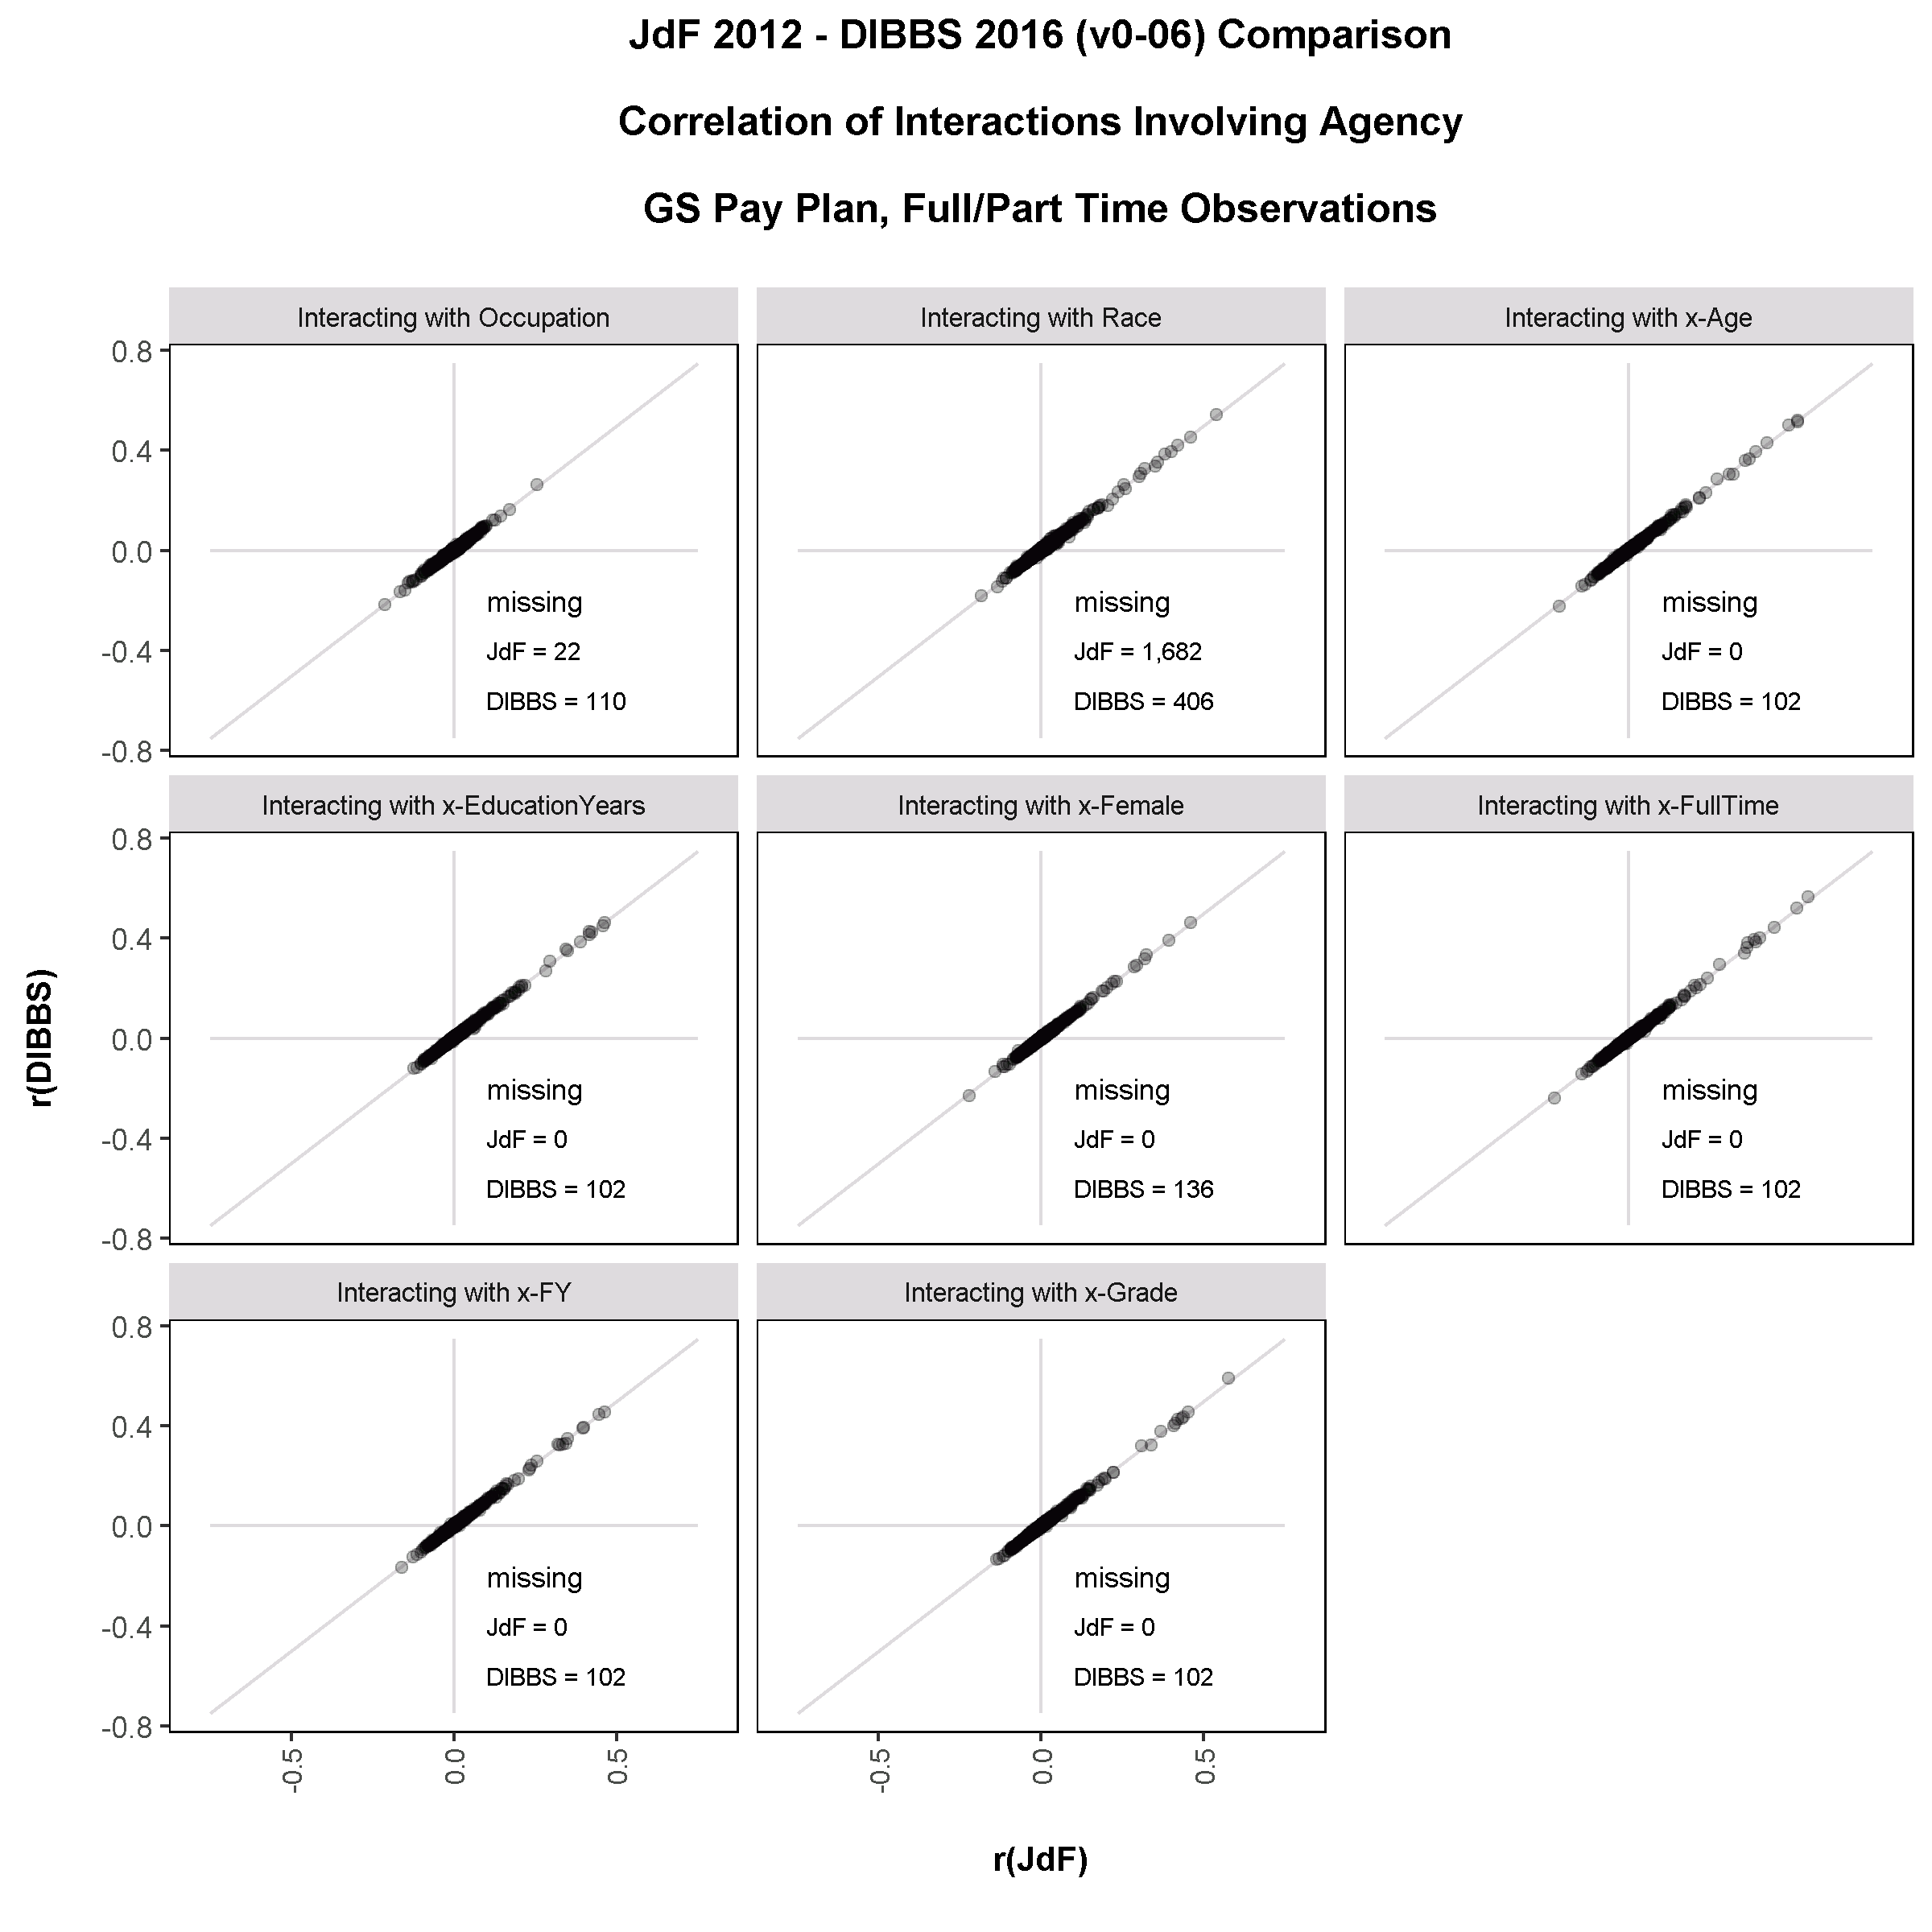 JdF 2012 - DIBBS 2016 (v0-06) Comparison
Correlation of Interactions Involving Agency
GS Pay Plan, Full/Part Time Observations
Interacting with Occupation
Interacting with Race
Interacting with x-Age
0.8
0.4
0.0
-0.4
-0.8
missing
JdF = 22
DIBBS = 110
missing
JdF = 1,682
DIBBS = 406
missing
JdF = 0
DIBBS = 102
Interacting with x-EducationYears
Interacting with x-Female
Interacting with x-FullTime
0.8
0.4
0.0
-0.4
-0.8
missing
JdF = 0
DIBBS = 102
missing
JdF = 0
DIBBS = 136
missing
JdF = 0
DIBBS = 102
Interacting with x-FY
Interacting with x-Grade
0.8
0.4
0.0
-0.4
-0.8
missing
JdF = 0
DIBBS = 102
missing
JdF = 0
DIBBS = 102
-0.5
0.0
0.5
-0.5
0.0
0.5
r(DIBBS)
r(JdF)